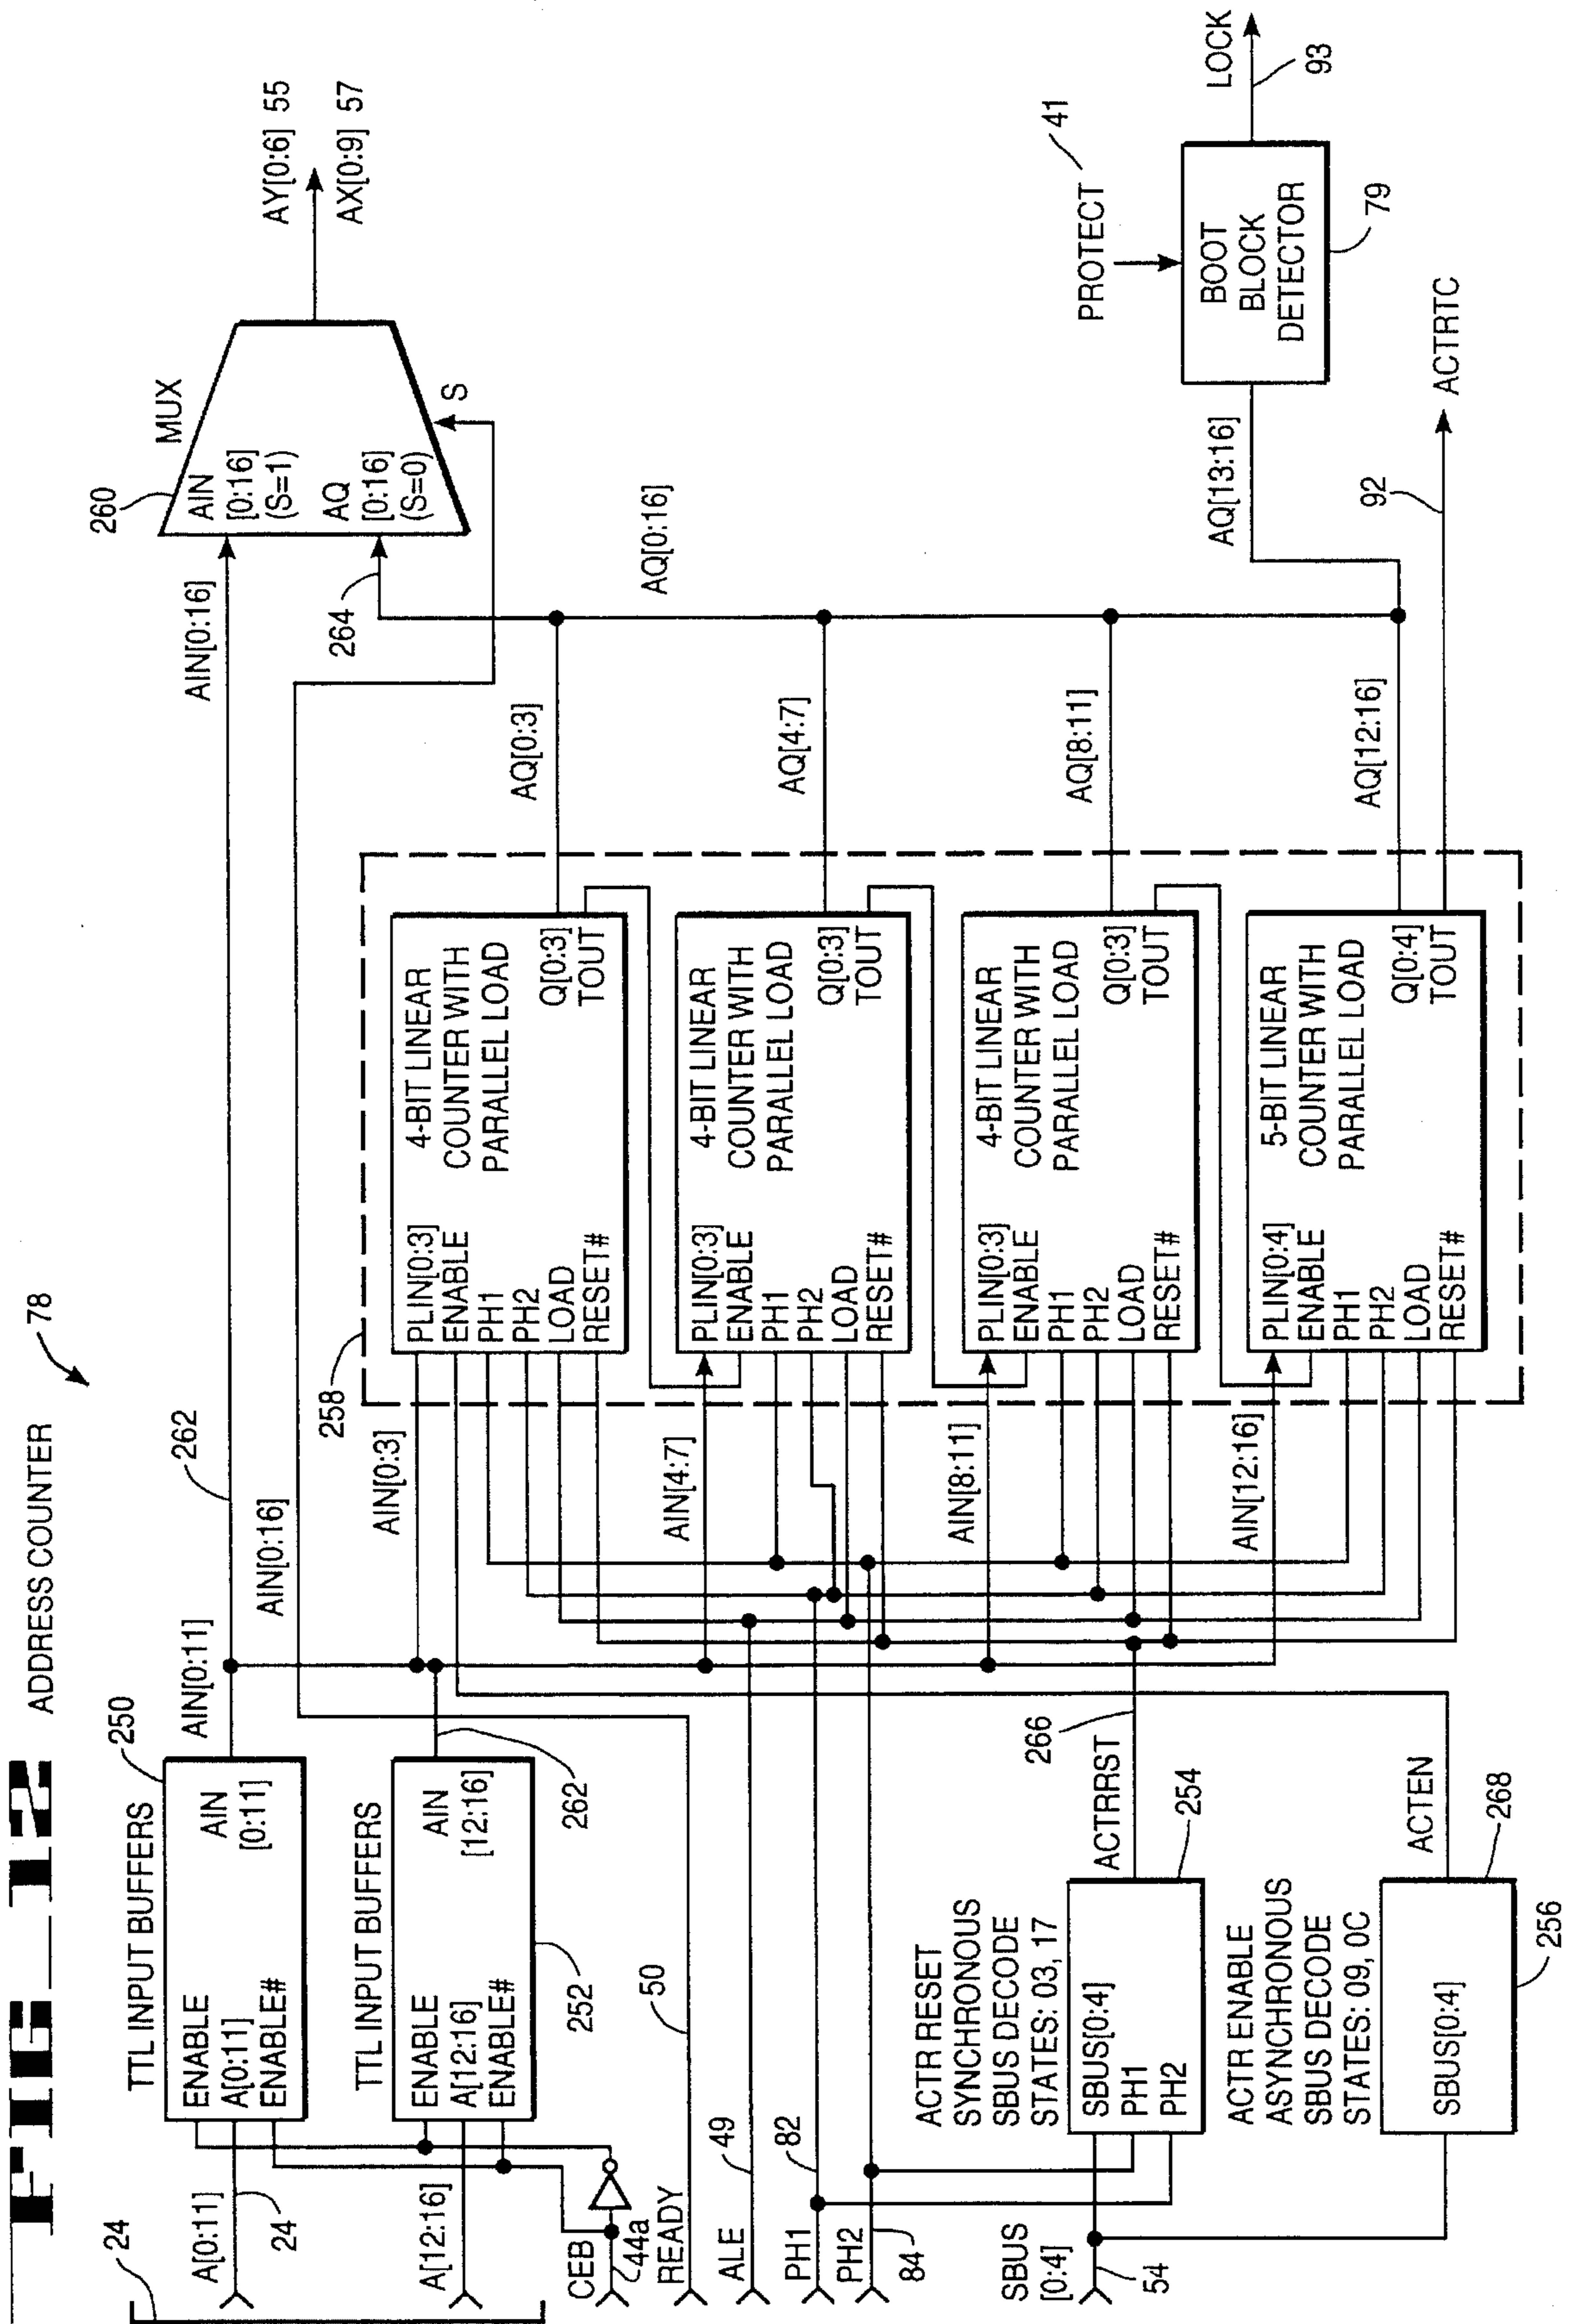 FIG_12
ADDRESS COUNTER
78
24
A[0:11]
24
A[12:16]
CEB
44a
READY
50
ALE
49
PH1
82
PH2
84
SBUS
[0:4]
54
TTL INPUT BUFFERS
250
ENABLE
A[0:11]
ENABLE#
AIN
[0:11]
TTL INPUT BUFFERS
ENABLE
A[12:16]
ENABLE#
AIN
[12:16]
252
262
AIN[0:11]
AIN[0:16]
262
ACTR RESET
SYNCHRONOUS
SBUS DECODE
STATES: 03, 17
SBUS[0:4]
PH1
PH2
ACTRRST
254
266
ACTR ENABLE
ASYNCHRONOUS
SBUS DECODE
STATES: 09, 0C
SBUS[0:4]
ACTEN
268
256
258
AIN[0:3]
PLIN[0:3]
ENABLE
PH1
PH2
LOAD
RESET#
4-BIT LINEAR
COUNTER WITH
PARALLEL LOAD
Q[0:3]
TOUT
AQ[0:3]
AIN[4:7]
PLIN[0:3]
ENABLE
PH1
PH2
LOAD
RESET#
4-BIT LINEAR
COUNTER WITH
PARALLEL LOAD
Q[0:3]
TOUT
AQ[4:7]
AIN[8:11]
PLIN[0:3]
ENABLE
PH1
PH2
LOAD
RESET#
4-BIT LINEAR
COUNTER WITH
PARALLEL LOAD
Q[0:3]
TOUT
AQ[8:11]
AIN[12:16]
PLIN[0:4]
ENABLE
PH1
PH2
LOAD
RESET#
5-BIT LINEAR
COUNTER WITH
PARALLEL LOAD
Q[0:4]
TOUT
AQ[12:16]
AIN[0:16]
264
AQ[0:16]
260
MUX
AIN
[0:16]
(S=1)
AQ
[0:16]
(S=0)
S
AY[0:6] 55
AX[0:9] 57
AQ[13:16]
PROTECT
41
BOOT
BLOCK
DETECTOR
79
LOCK
93
92
ACTRTC